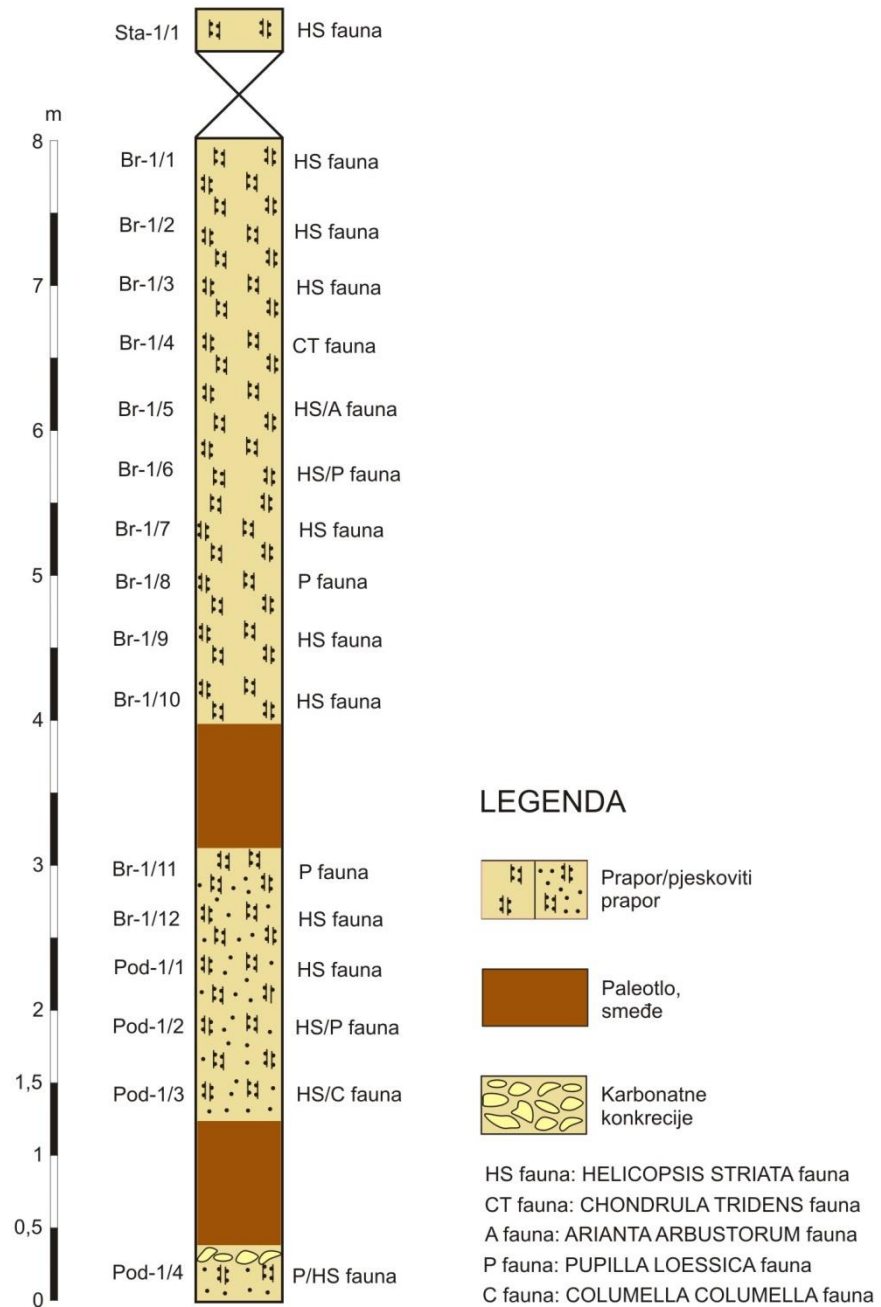 Sta-1/1 HS fauna
m
8
Br-1/1 HS fauna
Br-1/2 HS fauna
7
Br-1/3 HS fauna
Br-1/4 CT fauna
Br-1/5 HS/A fauna
6
Br-1/6 HS/P fauna
Br-1/7 HS fauna
5
Br-1/8 P fauna
Br-1/9 HS fauna
Br-1/10 HS fauna
4
3
Br-1/11 P fauna
Br-1/12 HS fauna
Pod-1/1 HS fauna
2
Pod-1/2 HS/P fauna
1,5
Pod-1/3 HS/C fauna
1
0,5
Pod-1/4 P/HS fauna
0
LEGENDA
Prapor/pjeskoviti
prapor
Paleotlo,
smeđe
Karbonatne
konkrecije
HS fauna: HELICOPSIS STRIATA fauna
CT fauna: CHONDRULA TRIDENS fauna
A fauna: ARIANTA ARBUSTORUM fauna
P fauna: PUPILLA LOESSICA fauna
C fauna: COLUMELLA COLUMELLA fauna